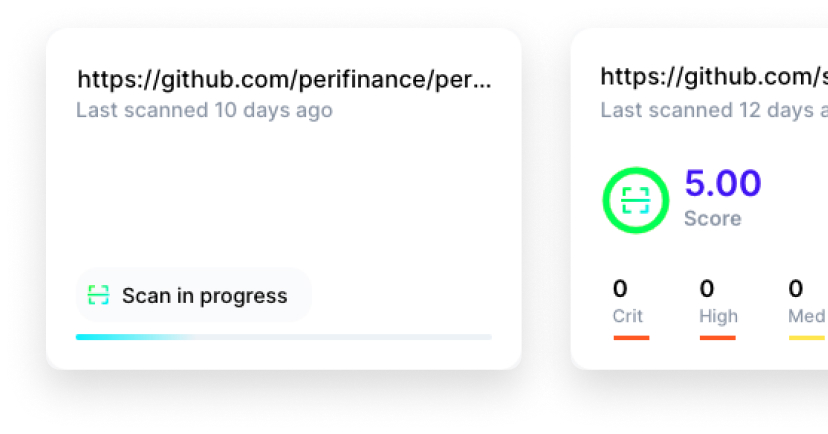 https://github.com/perifinance/per...
Last scanned 10 days ago
Scan in progress
https://github.com/s
Last scanned 12 days a
5.00
Score
0 0 0
Crit High Med